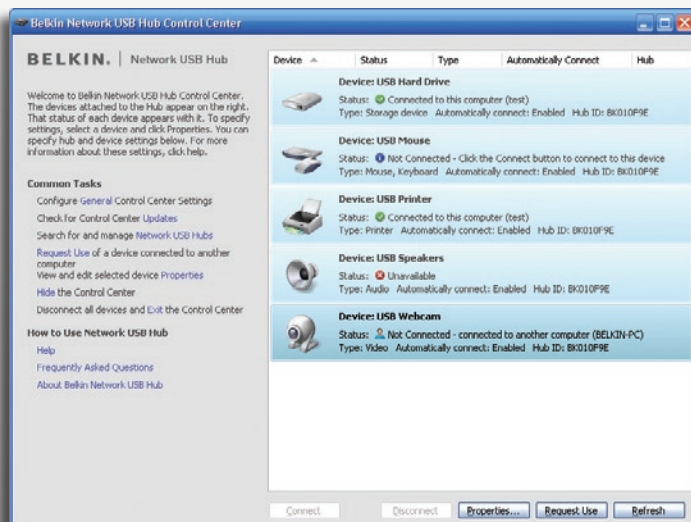 Belkin Network USB Hub Control Center
BELKIN. | Network USB Hub
Welcome to Belkin Network USB Hub Control Center.
The devices attached to the Hub appear on the right.
That status of each device appears with it. To specify
settings, select a device and click Properties. You can
specify hub and device settings below. For more
information about these settings, click help.
Common Tasks
Configure General Control Center Settings
Check for Control Center Updates
Search for and manage Network USB Hubs
Request Use of a device connected to another
computer
View and edit selected device Properties
Hide the Control Center
Disconnect all devices and Exit the Control Center
How to Use Network USB Hub
Help
Frequently Asked Questions
About Belkin Network USB Hub
Device Status Type Automatically Connect Hub
Device: USB Hard Drive
Status: Connected to this computer (test)
Type: Storage device Automatically connect: Enabled Hub ID: BK010F9E
Device: USB Mouse
Status: Not Connected - Click the Connect button to connect to this device
Type: Mouse, Keyboard Automatically connect: Enabled Hub ID: BK010F9E
Device: USB Printer
Status: Connected to this computer (test)
Type: Printer Automatically connect: Enabled Hub ID: BK010F9E
Device: USB Speakers
Status: Unavailable
Type: Audio Automatically connect: Enabled Hub ID: BK010F9E
Device: USB Webcam
Status: Not Connected - connected to another computer (BELKIN-PC)
Type: Video Automatically connect: Enabled Hub ID: BK010F9E
Connect Disconnect Properties... Request Use Refresh